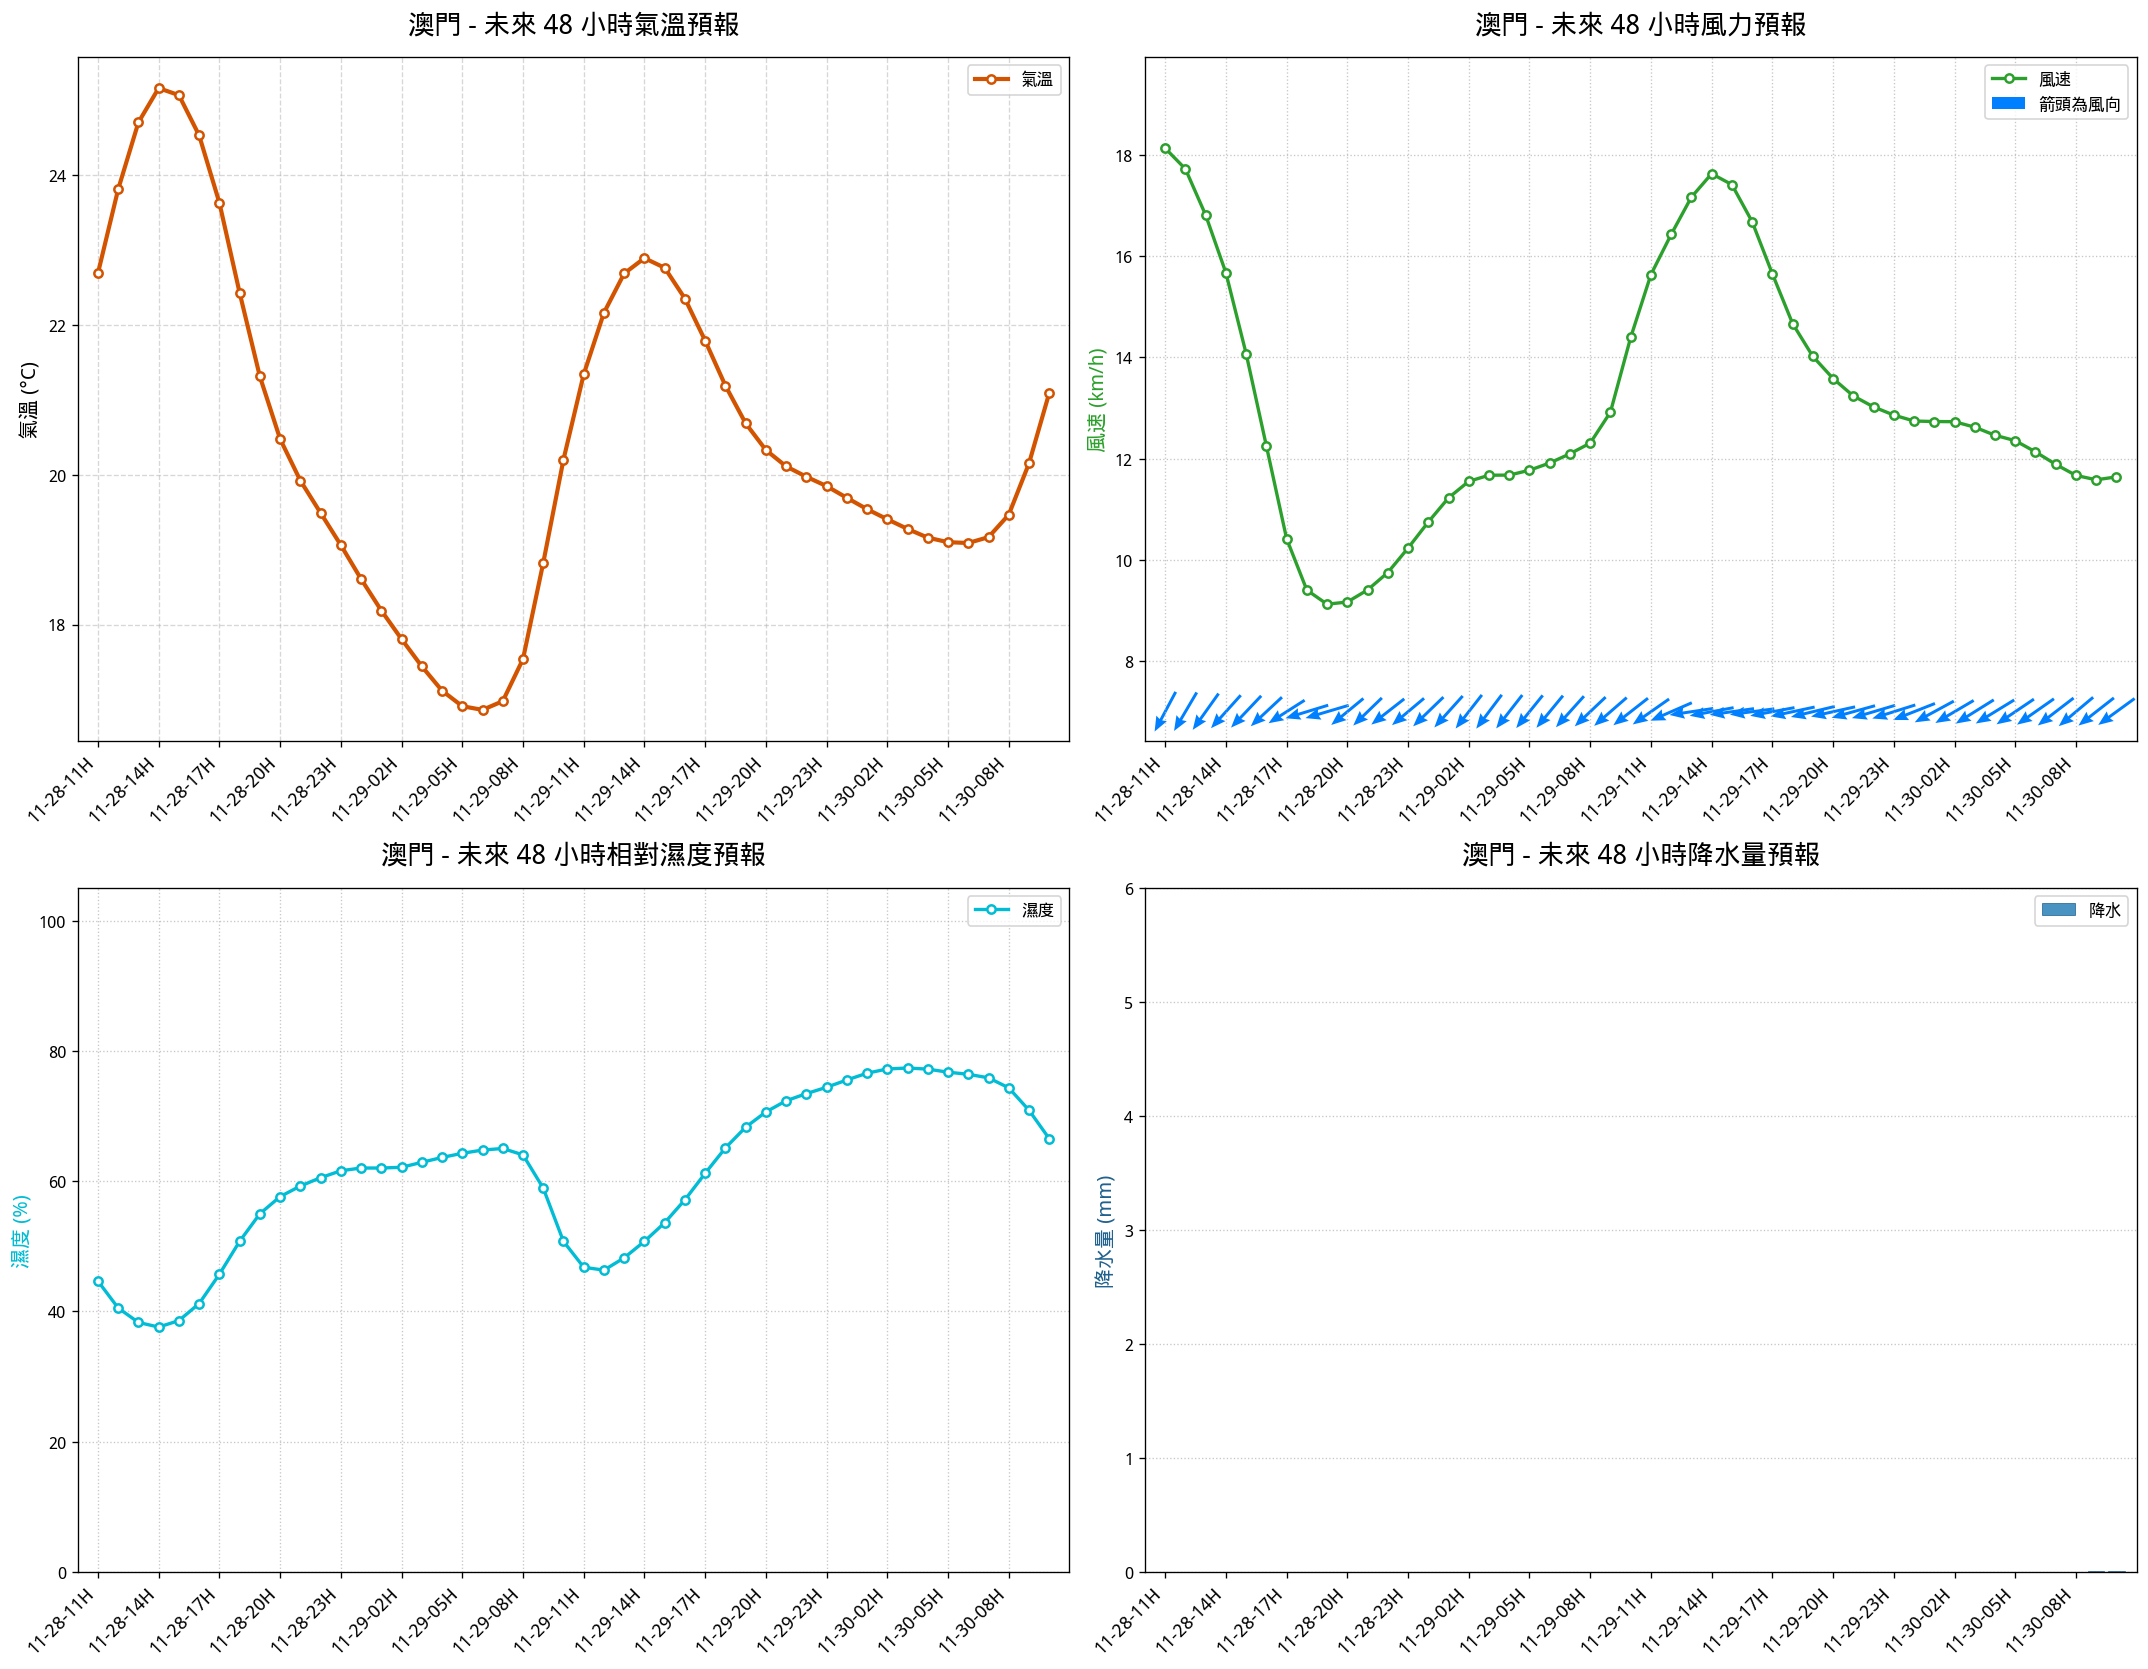 澳門 - 未來 48 小時氣溫預報
氣溫
氣溫 (°C)
24
22
20
18
11-28-11H
11-28-14H
11-28-17H
11-28-20H
11-28-23H
11-29-02H
11-29-05H
11-29-08H
11-29-11H
11-29-14H
11-29-17H
11-29-20H
11-29-23H
11-30-02H
11-30-05H
11-30-08H
澳門 - 未來 48 小時風力預報
風速
箭頭為風向
風速 (km/h)
18
16
14
12
10
8
11-28-11H
11-28-14H
11-28-17H
11-28-20H
11-28-23H
11-29-02H
11-29-05H
11-29-08H
11-29-11H
11-29-14H
11-29-17H
11-29-20H
11-29-23H
11-30-02H
11-30-05H
11-30-08H
澳門 - 未來 48 小時相對濕度預報
濕度
濕度 (%)
100
80
60
40
20
0
11-28-11H
11-28-14H
11-28-17H
11-28-20H
11-28-23H
11-29-02H
11-29-05H
11-29-08H
11-29-11H
11-29-14H
11-29-17H
11-29-20H
11-29-23H
11-30-02H
11-30-05H
11-30-08H
澳門 - 未來 48 小時降水量預報
降水
降水量 (mm)
6
5
4
3
2
1
0
11-28-11H
11-28-14H
11-28-17H
11-28-20H
11-28-23H
11-29-02H
11-29-05H
11-29-08H
11-29-11H
11-29-14H
11-29-17H
11-29-20H
11-29-23H
11-30-02H
11-30-05H
11-30-08H